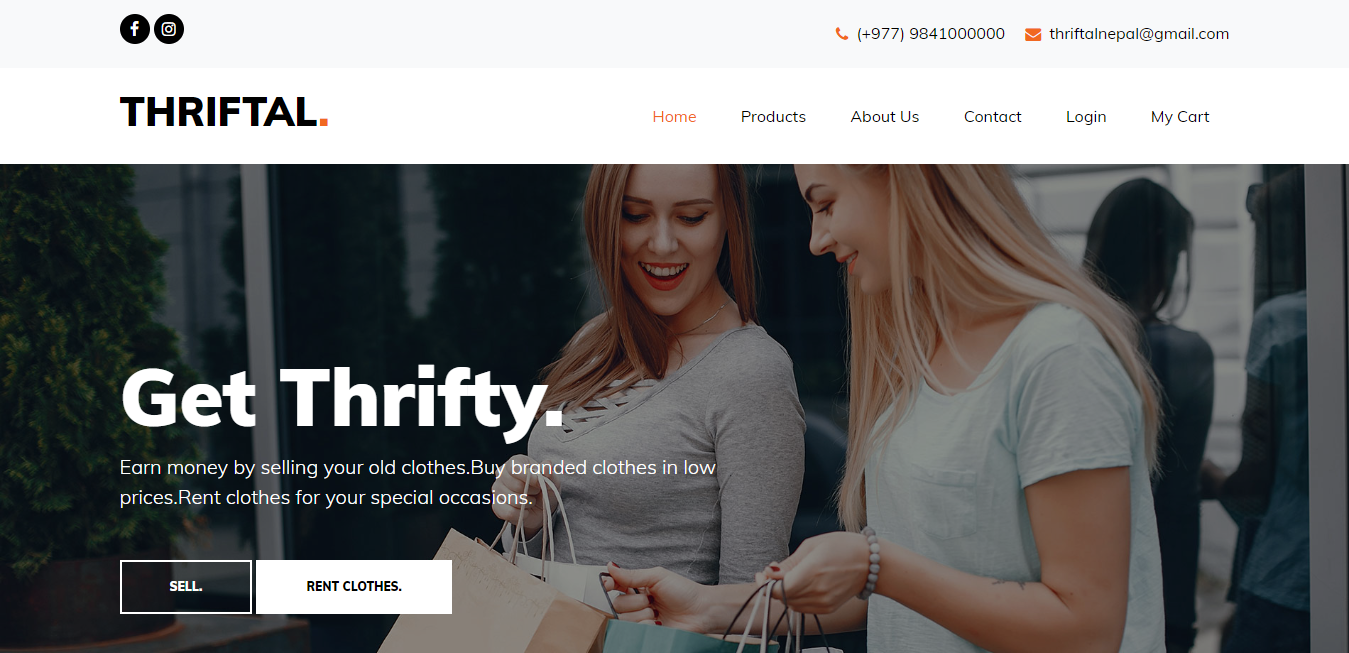 (+977) 9841000000 thriftalnepal@gmail.com
THRIFTAL.
Home Products About Us Contact Login My Cart
Get Thrifty.
Earn money by selling your old clothes.Buy branded clothes in low
prices.Rent clothes for your special occasions.
SELL. RENT CLOTHES.